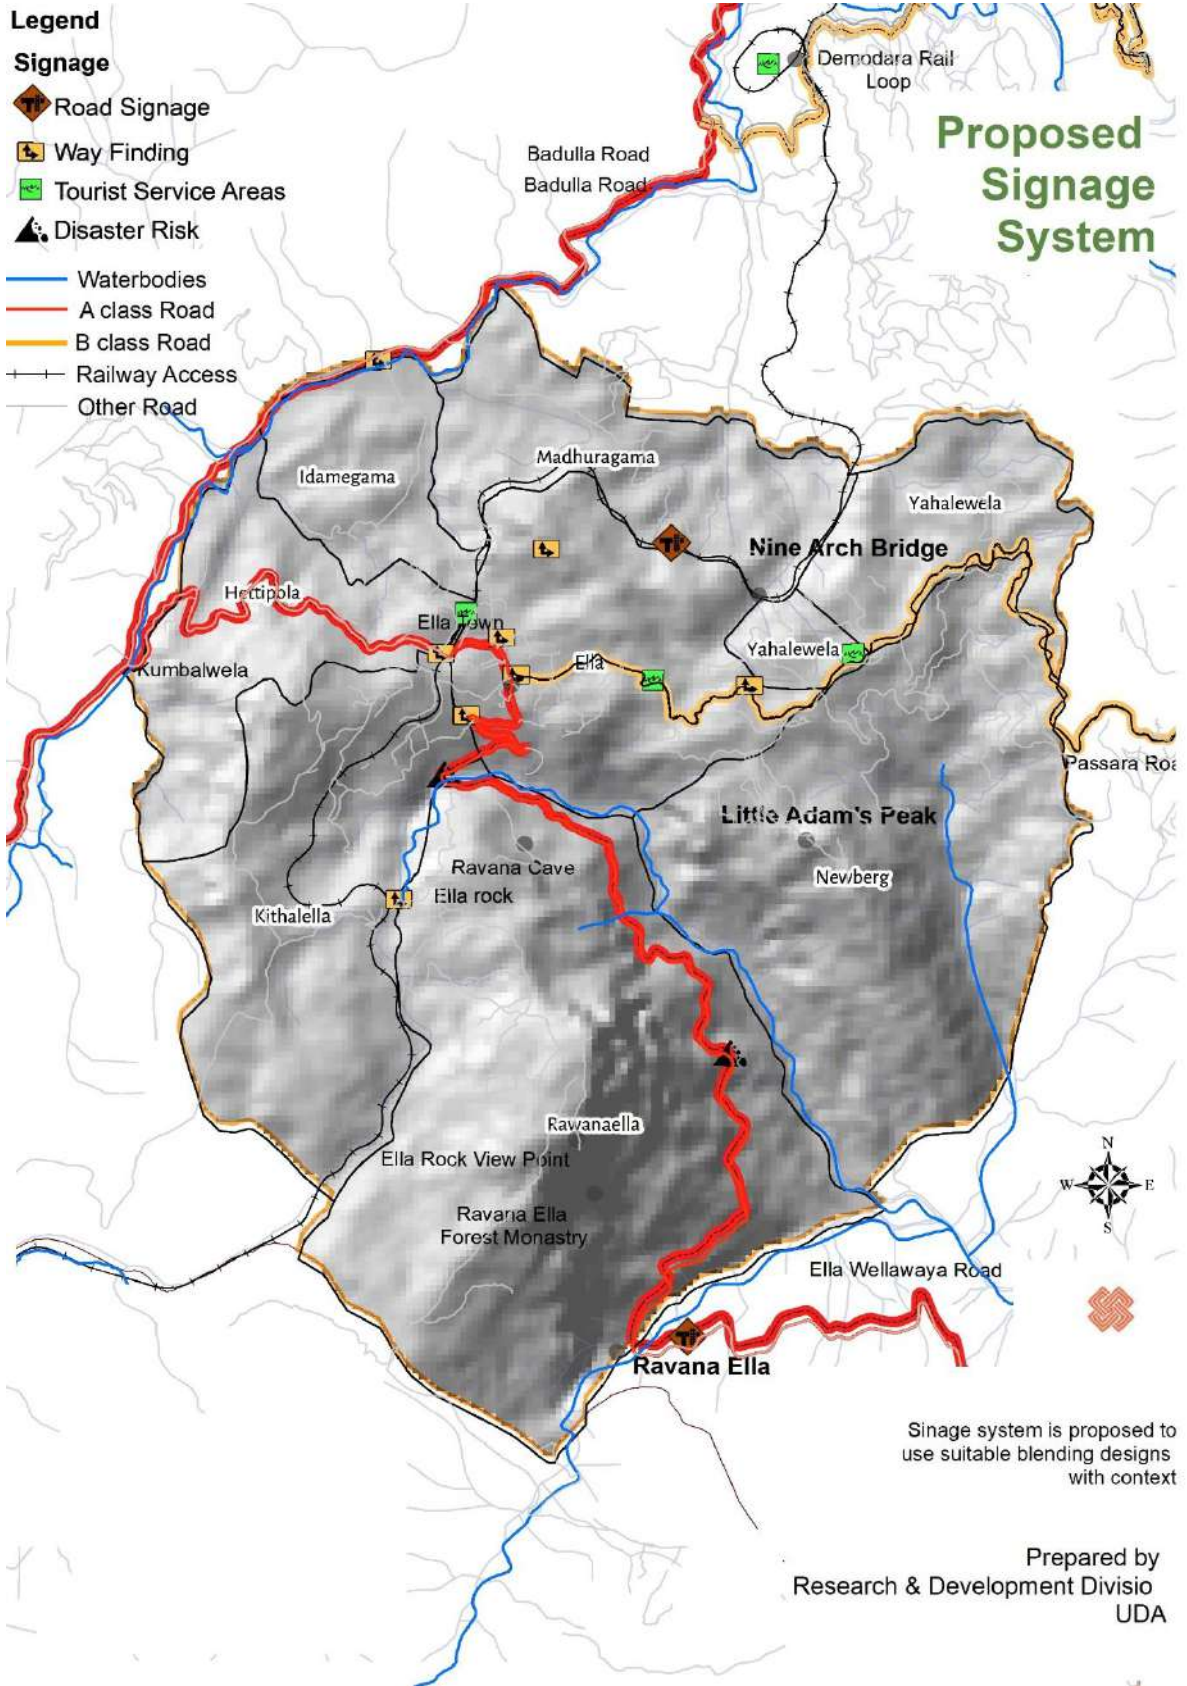 Legend
Signage
Road Signage
Way Finding
Tourist Service Areas
Disaster Risk
Waterbodies
A class Road
B class Road
Railway Access
Other Road
Demodara Rail
Loop
Proposed
Signage
System
Badulla Road
Badulla Road
Madhuragama
Idamegama
Yahalewela
Nine Arch Bridge
Hettipola
Ella Town
Yahalewela
Ella
Kumbalwela
Passara Roa
Little Adam's Peak
Ravana Cave
Newberg
Ella rock
Kithalella
Rawanaella
Ella Rock View Point
N
W E
S
Ravana Ella
Forest Monastry
Ella Wellawaya Road
Ravana Ella
Sinage system is proposed to
use suitable blending designs
with context
Prepared by
Research & Development Divisio
UDA